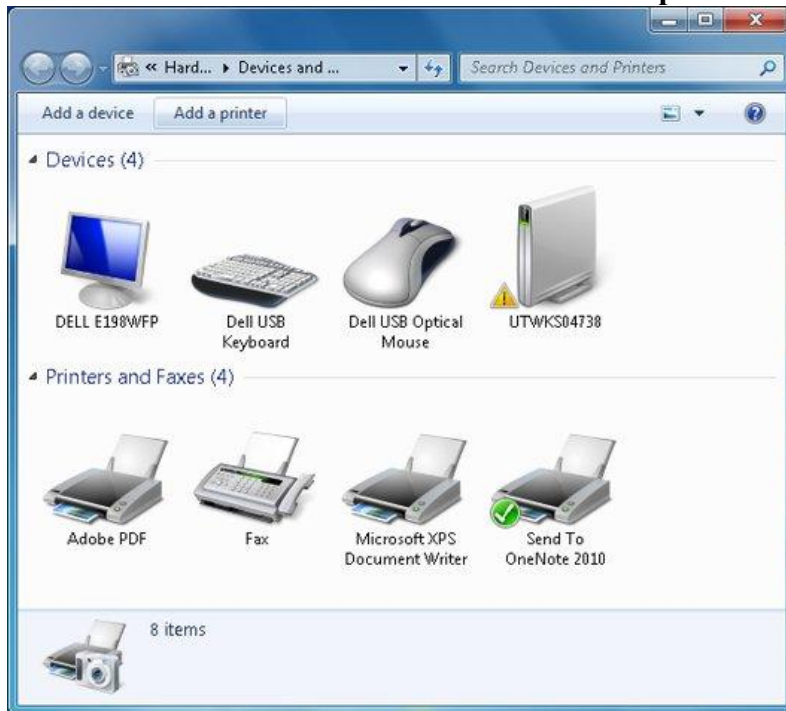 « Hard... ▸ Devices and ...
Search Devices and Printers
Add a device
Add a printer
Devices (4)
DELL E198WFP
Dell USB
Keyboard
Dell USB Optical
Mouse
UTWKS04738
Printers and Faxes (4)
Adobe PDF
Fax
Microsoft XPS
Document Writer
Send To
OneNote 2010
8 items